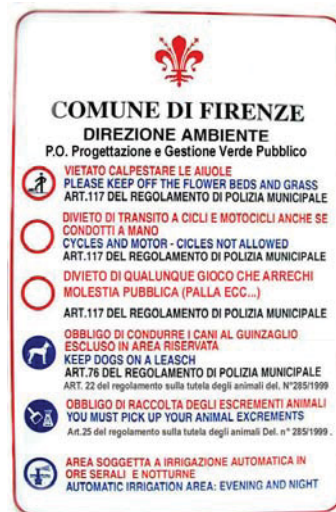 COMUNE DI FIRENZE
DIREZIONE AMBIENTE
P.O. Progettazione e Gestione Verde Pubblico
VIETATO CALPESTARE LE AIUOLE
PLEASE KEEP OFF THE FLOWER BEDS AND GRASS
ART.117 DEL REGOLAMENTO DI POLIZIA MUNICIPALE
DIVIETO DI TRANSITO A CICLI E MOTOCICLI ANCHE SE
CONDOTTI A MANO
CYCLES AND MOTOR - CICLES NOT ALLOWED
ART.117 DEL REGOLAMENTO DI POLIZIA MUNICIPALE
DIVIETO DI QUALUNQUE GIOCO CHE ARRECHI
MOLESTIA PUBBLICA (PALLA ECC...)
ART.117 DEL REGOLAMENTO DI POLIZIA MUNICIPALE
OBBLIGO DI CONDURRE I CANI AL GUINZAGLIO
ESCLUSO IN AREA RISERVATA
KEEP DOGS ON A LEASCH
ART.76 DEL REGOLAMENTO DI POLIZIA MUNICIPALE
ART. 22 del regolamento sulla tutela degli animali del. N°285/1999
OBBLIGO DI RACCOLTA DEGLI ESCREMENTI ANIMALI
YOU MUST PICK UP YOUR ANIMAL EXCREMENTS
Art.25 del regolamento sulla tutela degli animali Del. n° 285/1999 .
AREA SOGGETTA A IRRIGAZIONE AUTOMATICA IN
ORE SERALI E NOTTURNE
AUTOMATIC IRRIGATION AREA: EVENING AND NIGHT